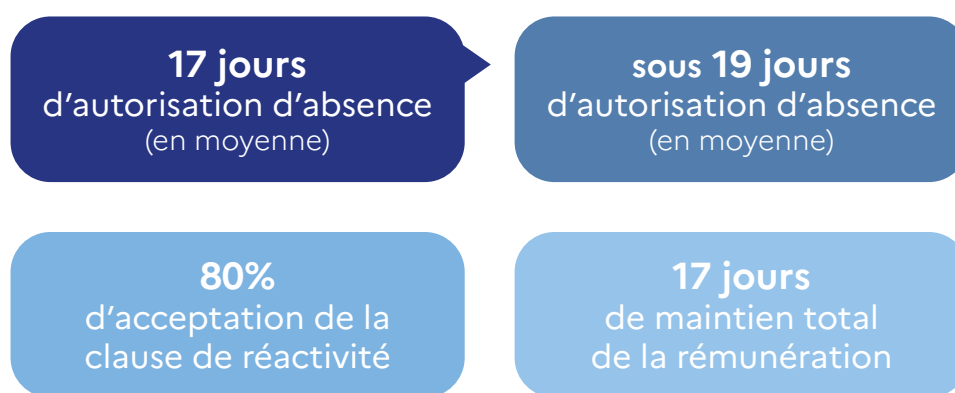 17 jours
d’autorisation d’absence
(en moyenne)
sous 19 jours
d’autorisation d’absence
(en moyenne)
80%
d’acceptation de la
clause de réactivité
17 jours
de maintien total
de la rémunération